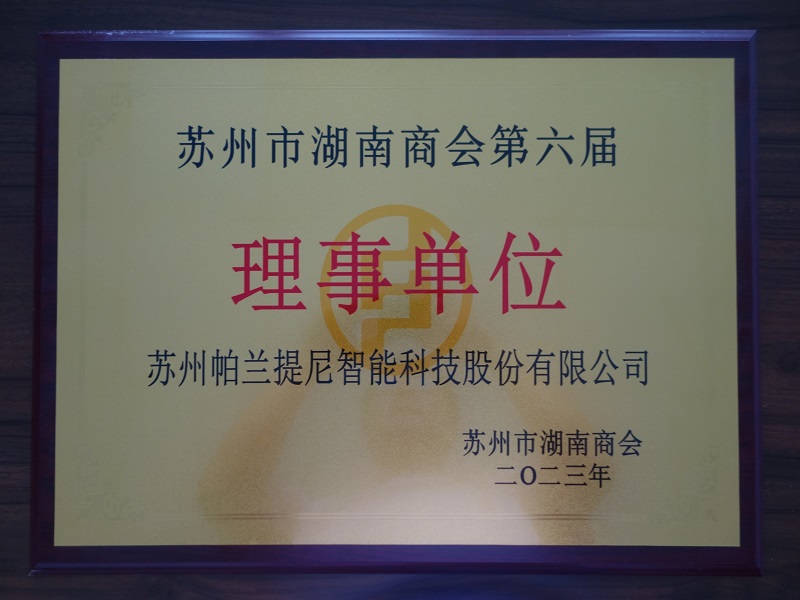 苏州市湖南商会第六届
理事单位
苏州帕兰提尼智能科技股份有限公司
苏州市湖南商会
二〇二三年